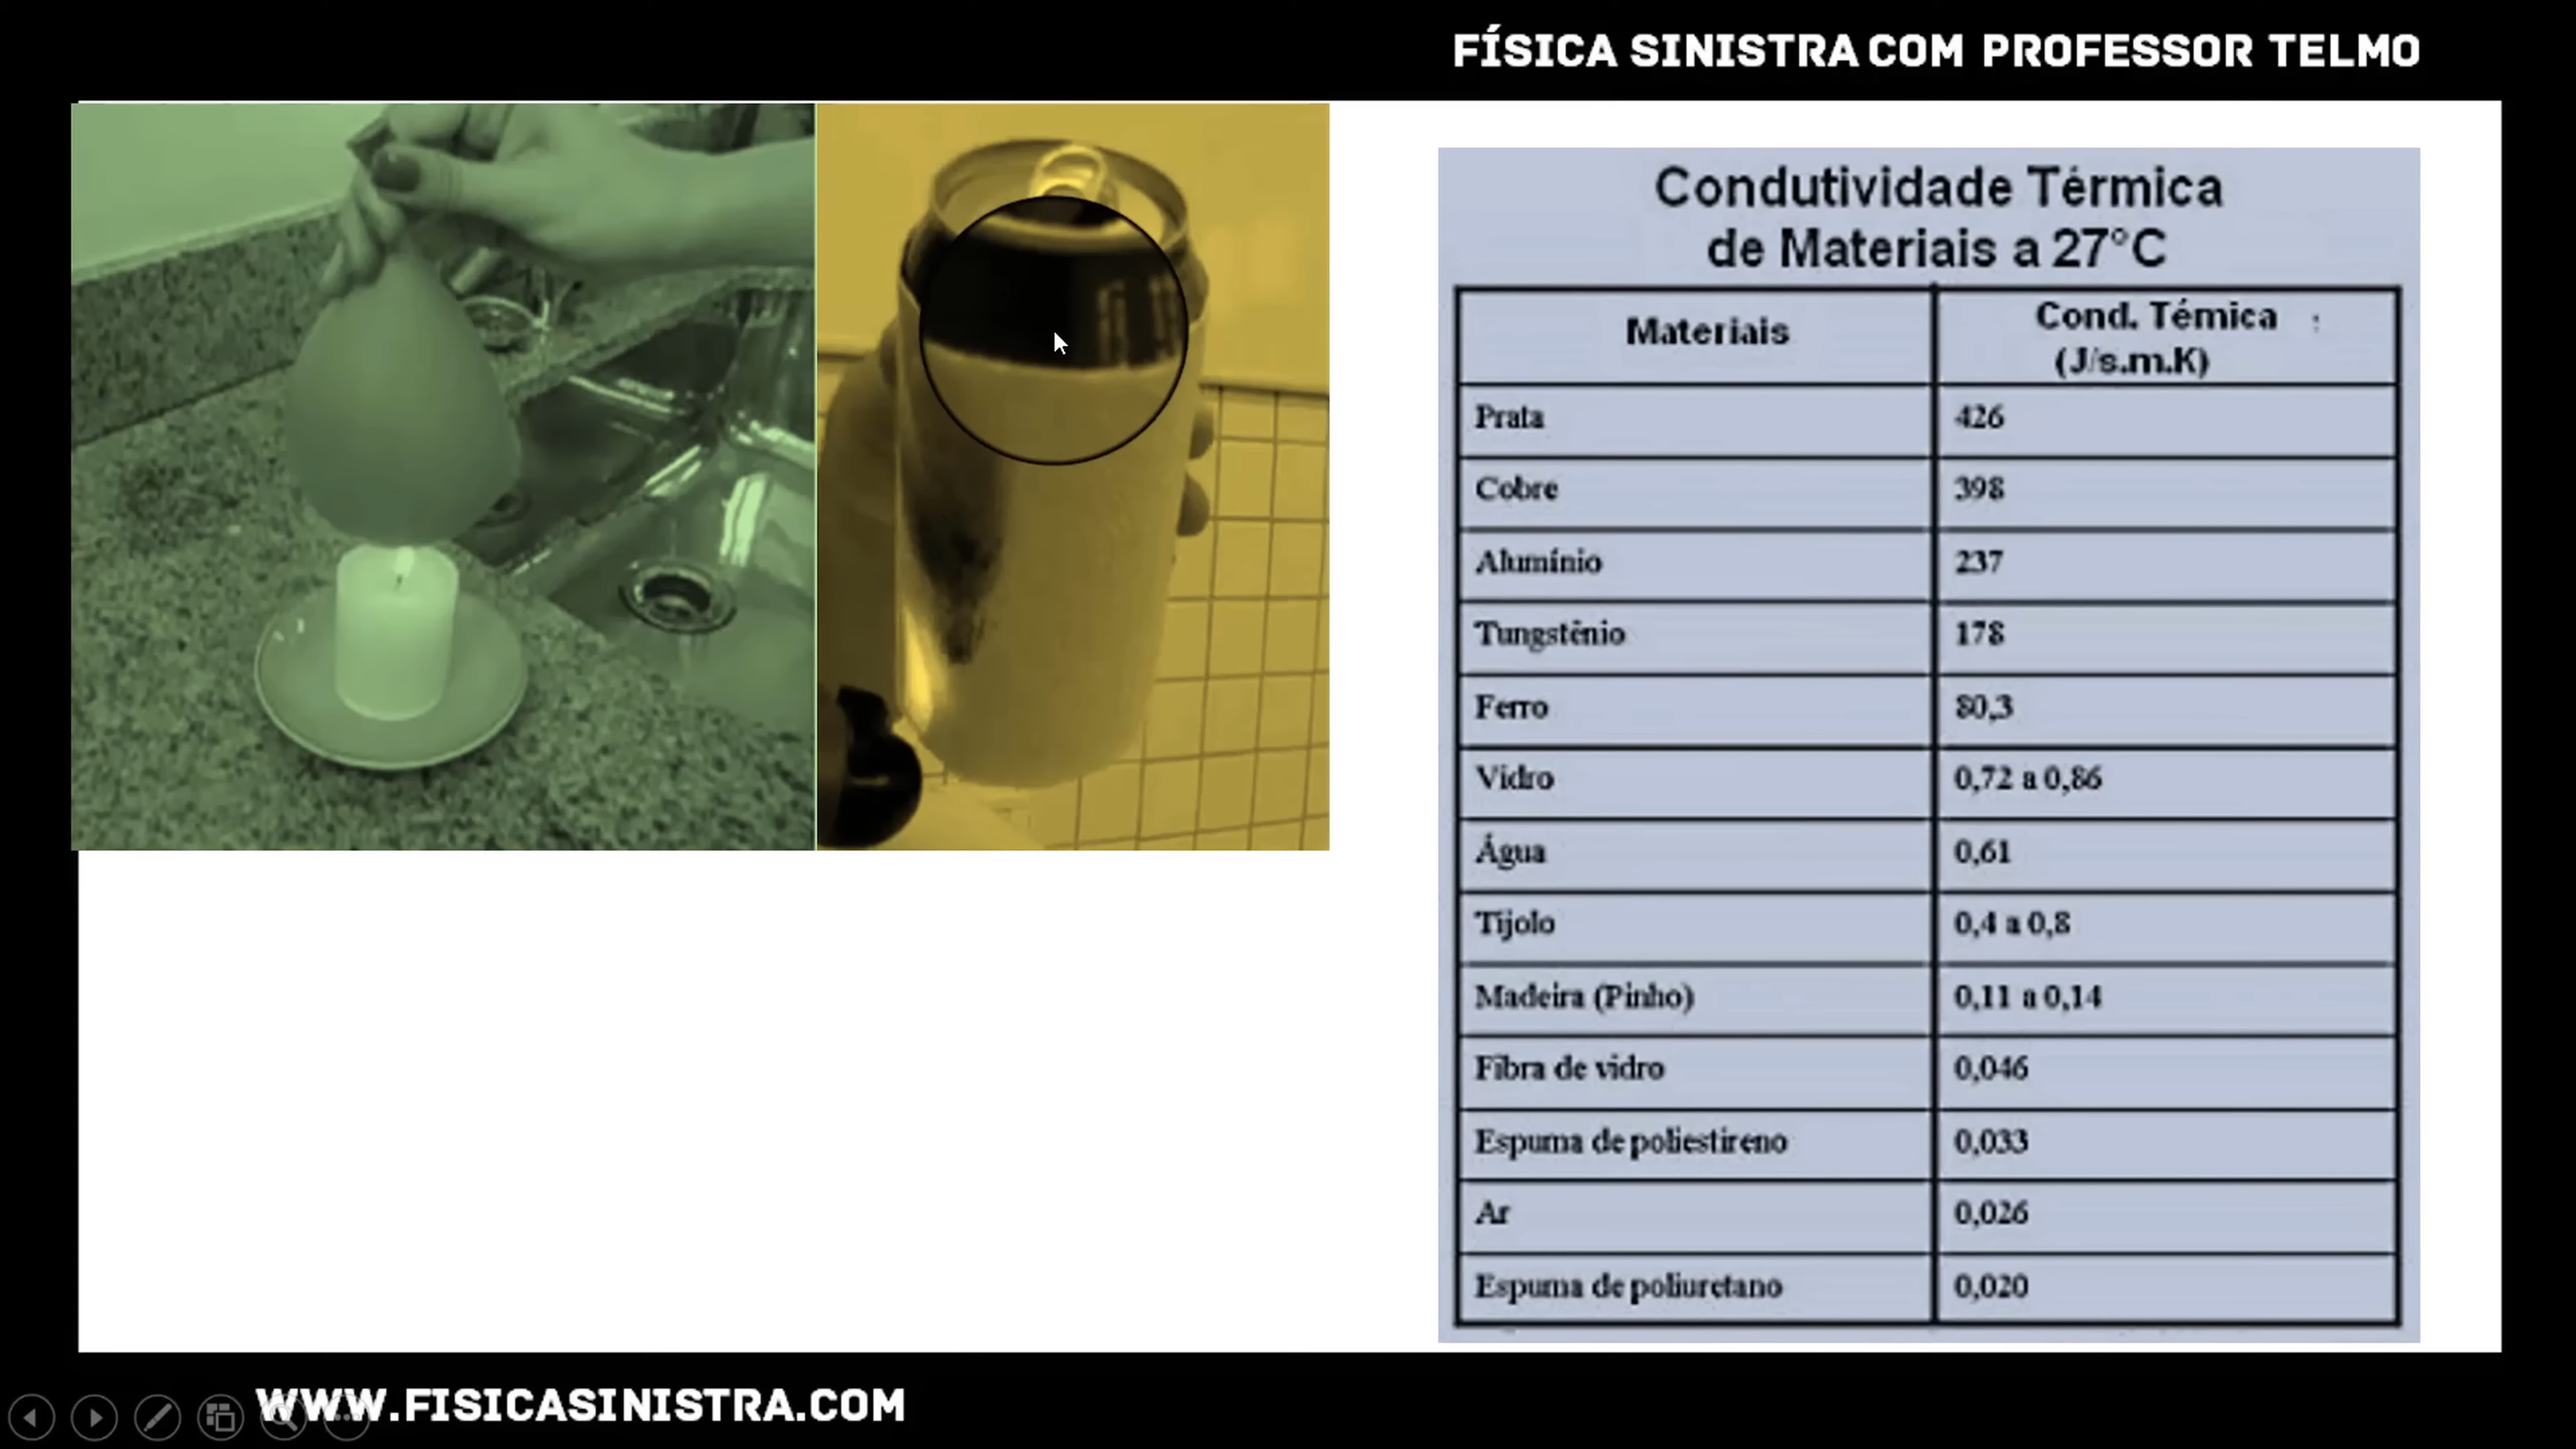 FÍSICA SINISTRA COM PROFESSOR TELMO
Condutividade Térmica
de Materiais a 27°C
Materiais
Cond. Témica :
(J/s.m.K)
Prata 426
Cobre 398
Alumínio 237
Tungstênio 178
Ferro 80,3
Vidro 0,72 a 0,86
Água 0,61
Tijolo 0,4 a 0,8
Madeira (Pinho) 0,11 a 0,14
Fibra de vidro 0,046
Espuma de poliestireno 0,033
Ar 0,026
Espuma de poliuretano 0,020
WWW.FISICASINISTRA.COM